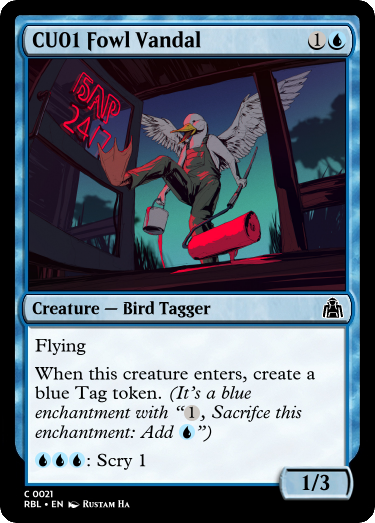 CU01 Fowl Vandal 1
БАР
24/7
Creature — Bird Tagger
Flying
When this creature enters, create a
blue Tag token. (It's a blue
enchantment with “1, Sacrifce this
enchantment: Add ”)
: Scry 1
1/3
C 0021
RBL • EN Rustam Ha